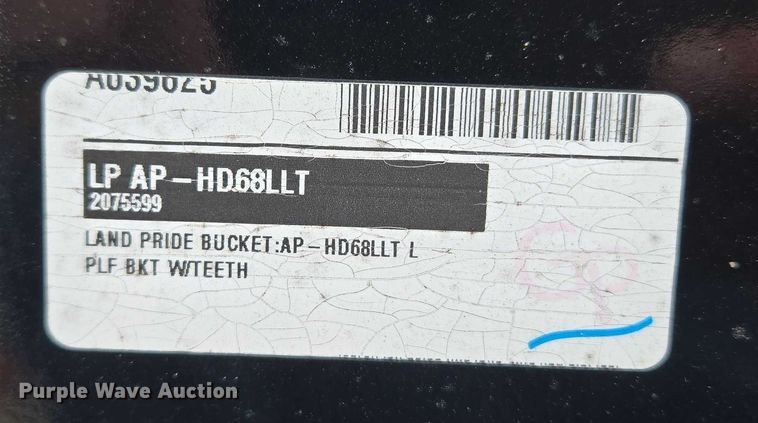 A039625
LP AP-HD68LLT
2075599
LAND PRIDE BUCKET:AP-HD68LLT L
PLF BKT W/TEETH
Purple Wave Auction